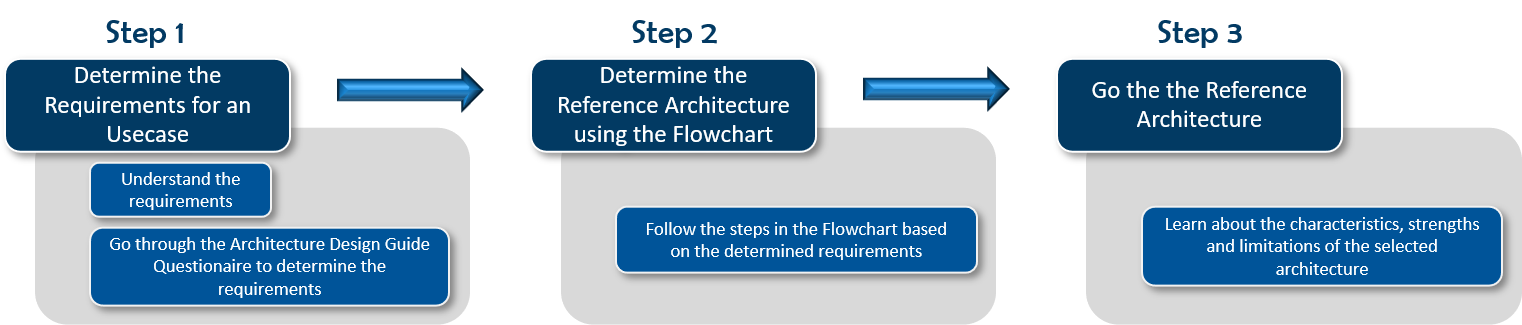 Step 1
Determine the
Requirements for an
Usecase
Understand the
requirements
Go through the Architecture Design Guide
Questionaire to determine the
requirements
Step 2
Determine the
Reference Architecture
using the Flowchart
Follow the steps in the Flowchart based
on the determined requirements
Step 3
Go the the Reference
Architecture
Learn about the characteristics, strengths
and limitations of the selected
architecture